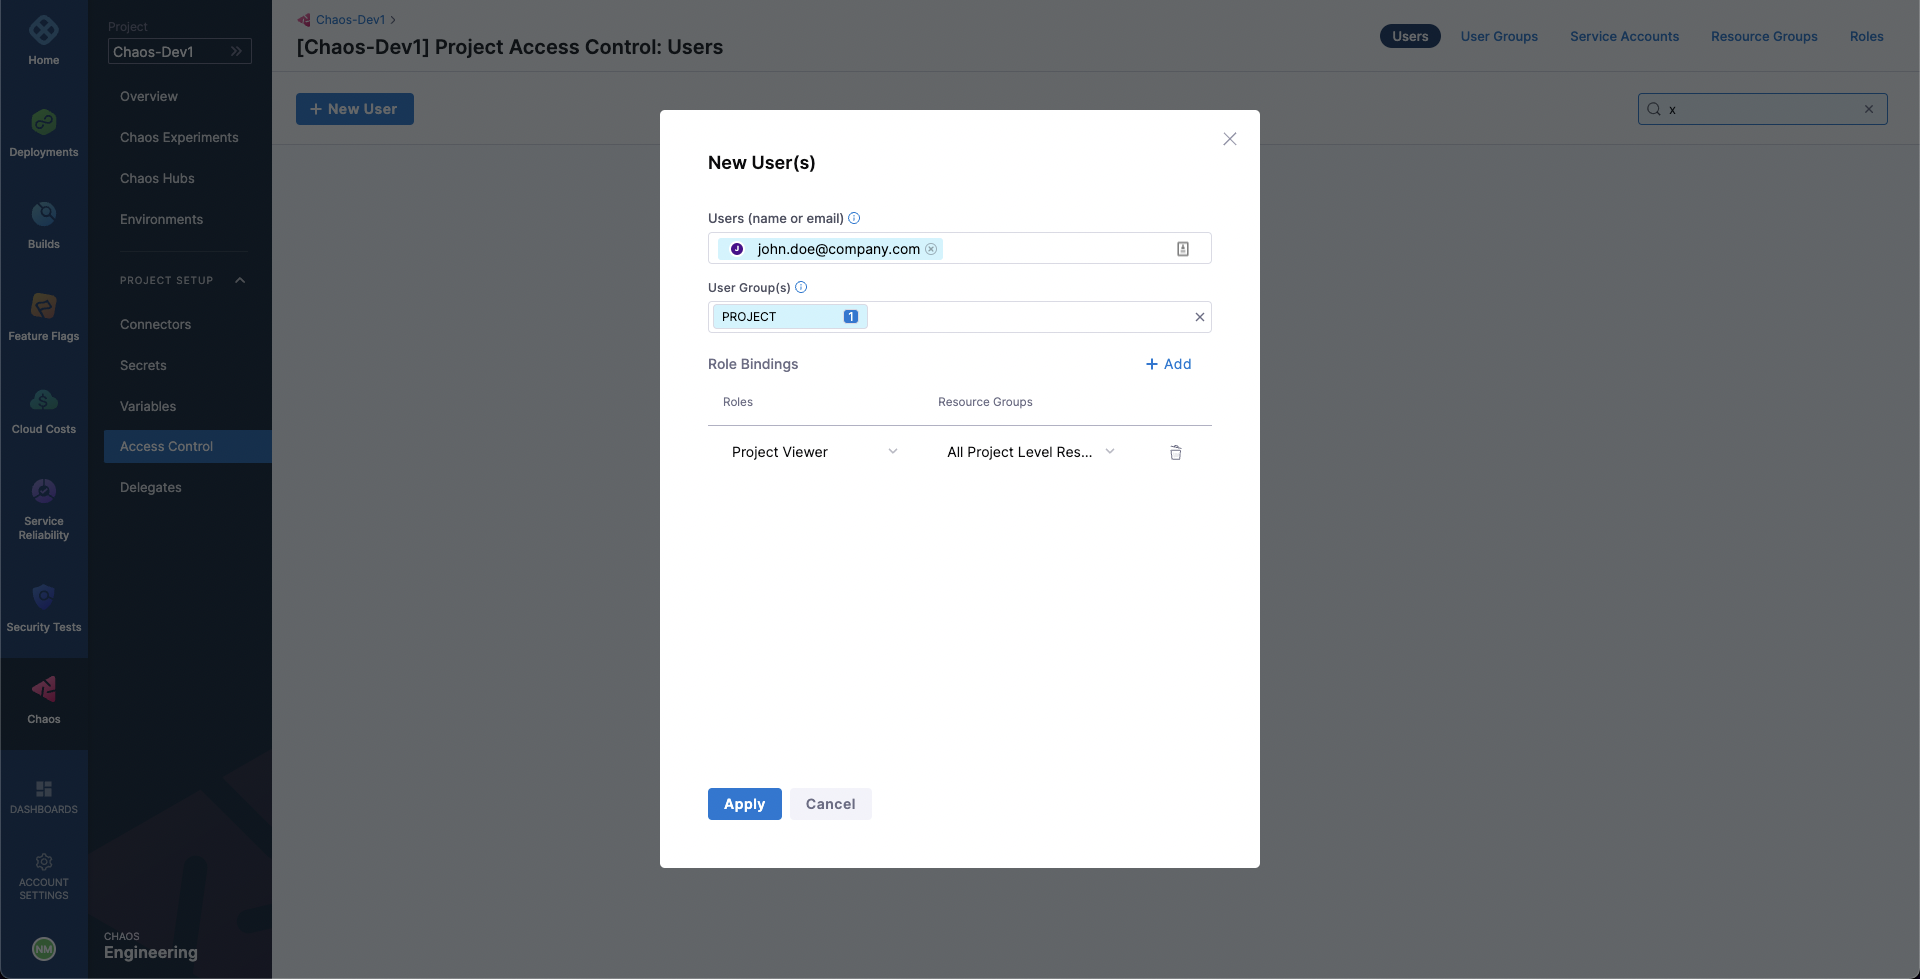 Home
Deployments
Builds
Feature Flags
Cloud Costs
Service
Reliability
Security Tests
Chaos
DASHBOARDS
ACCOUNT
SETTINGS
NM
Project
Chaos-Dev1
Overview
Chaos Experiments
Chaos Hubs
Environments
PROJECT SETUP
Connectors
Secrets
Variables
Access Control
Delegates
CHAOS
Engineering
Chaos-Dev1
[Chaos-Dev1] Project Access Control: Users
Users User Groups Service Accounts Resource Groups Roles
+ New User
x
New User(s)
Users (name or email)
J john.doe@company.com
User Group(s)
PROJECT 1
Role Bindings + Add
Roles Resource Groups
Project Viewer All Project Level Res...
Apply Cancel